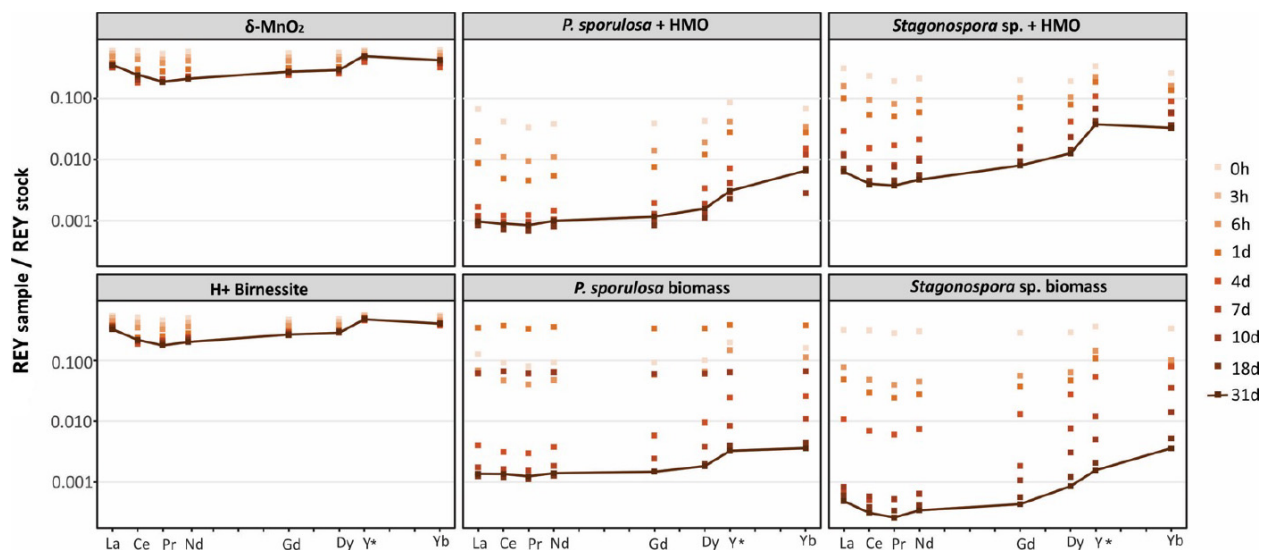 δ-MnO₂
P. sporulosa + HMO
Stagonospora sp. + HMO
0.100
0.010
0.001
H+ Birnessite
P. sporulosa biomass
Stagonospora sp. biomass
0.100
0.010
0.001
REY sample / REY stock
La Ce Pr Nd Gd Dy Y* Yb
La Ce Pr Nd Gd Dy Y* Yb
La Ce Pr Nd Gd Dy Y* Yb
0h
3h
6h
1d
4d
7d
10d
18d
31d